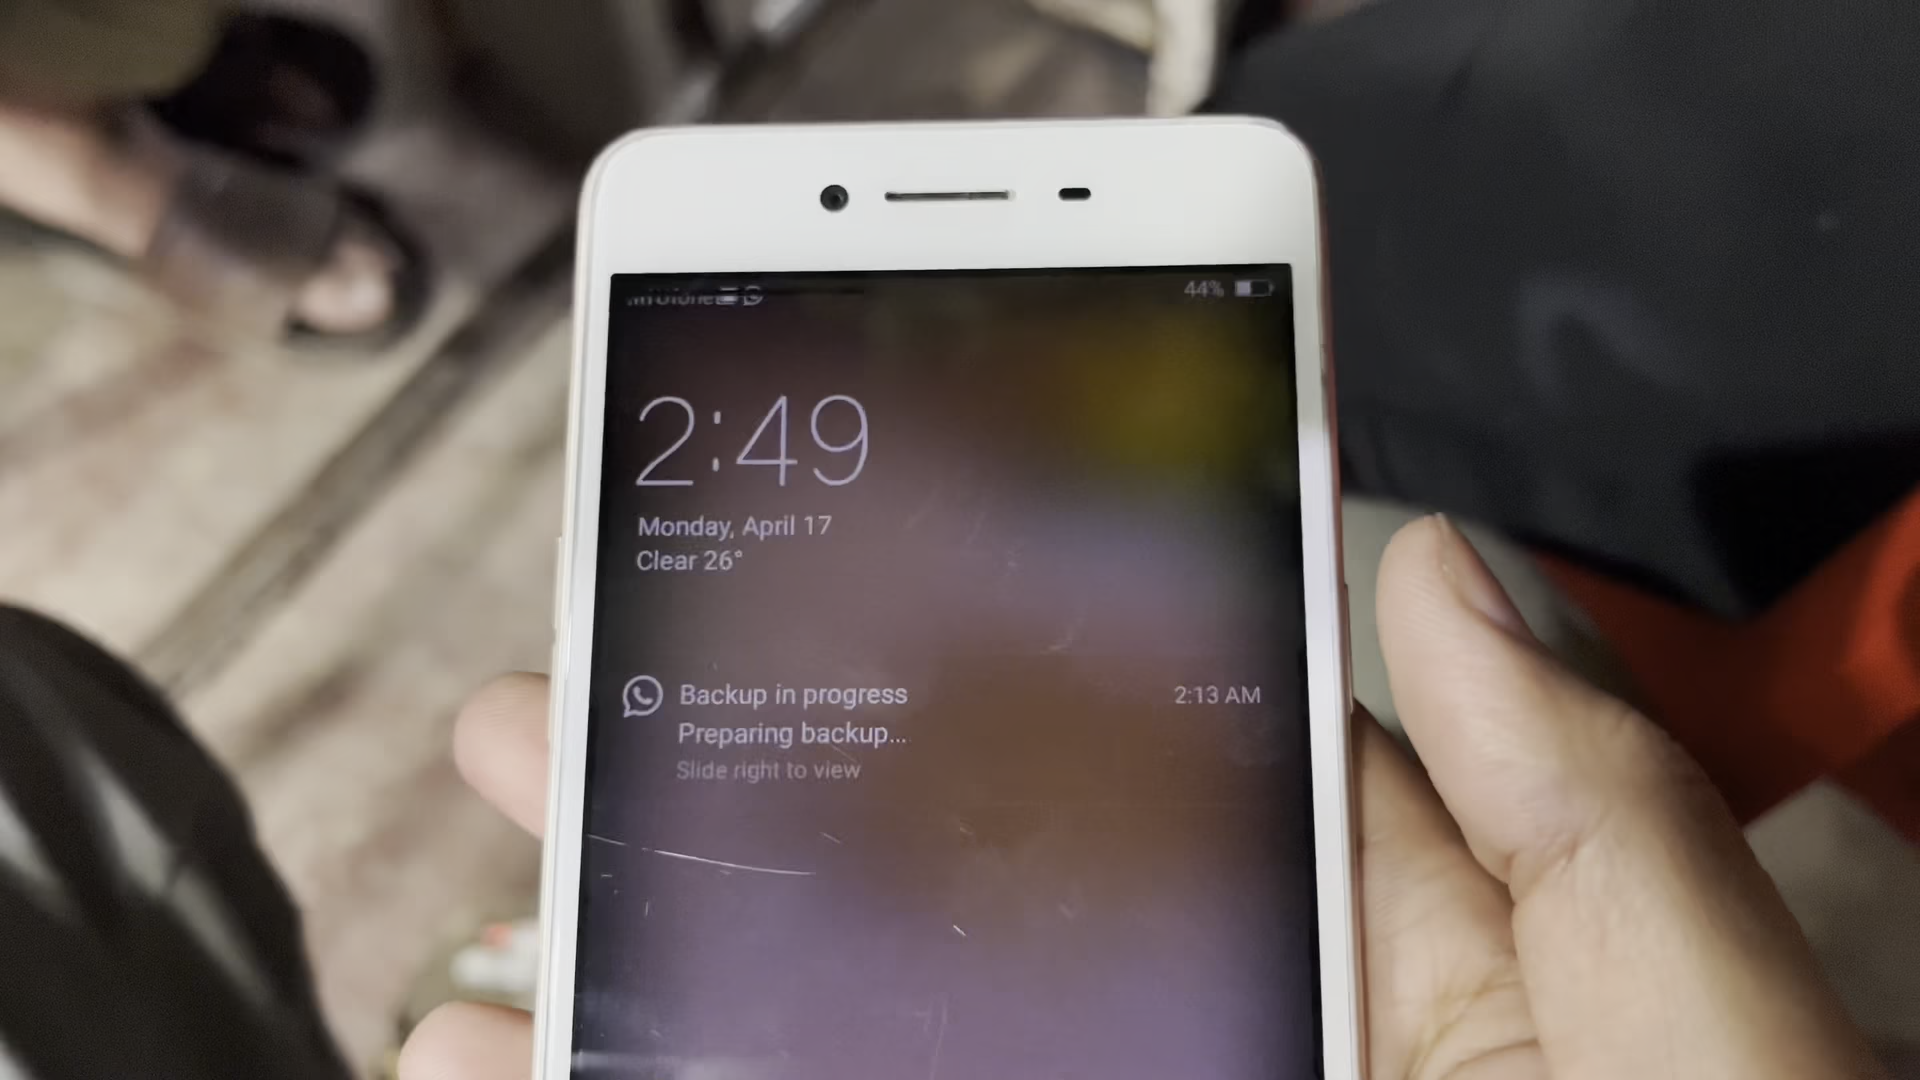 Ufone 44%
2:49
Monday, April 17
Clear 26°
Backup in progress 2:13 AM
Preparing backup...
Slide right to view